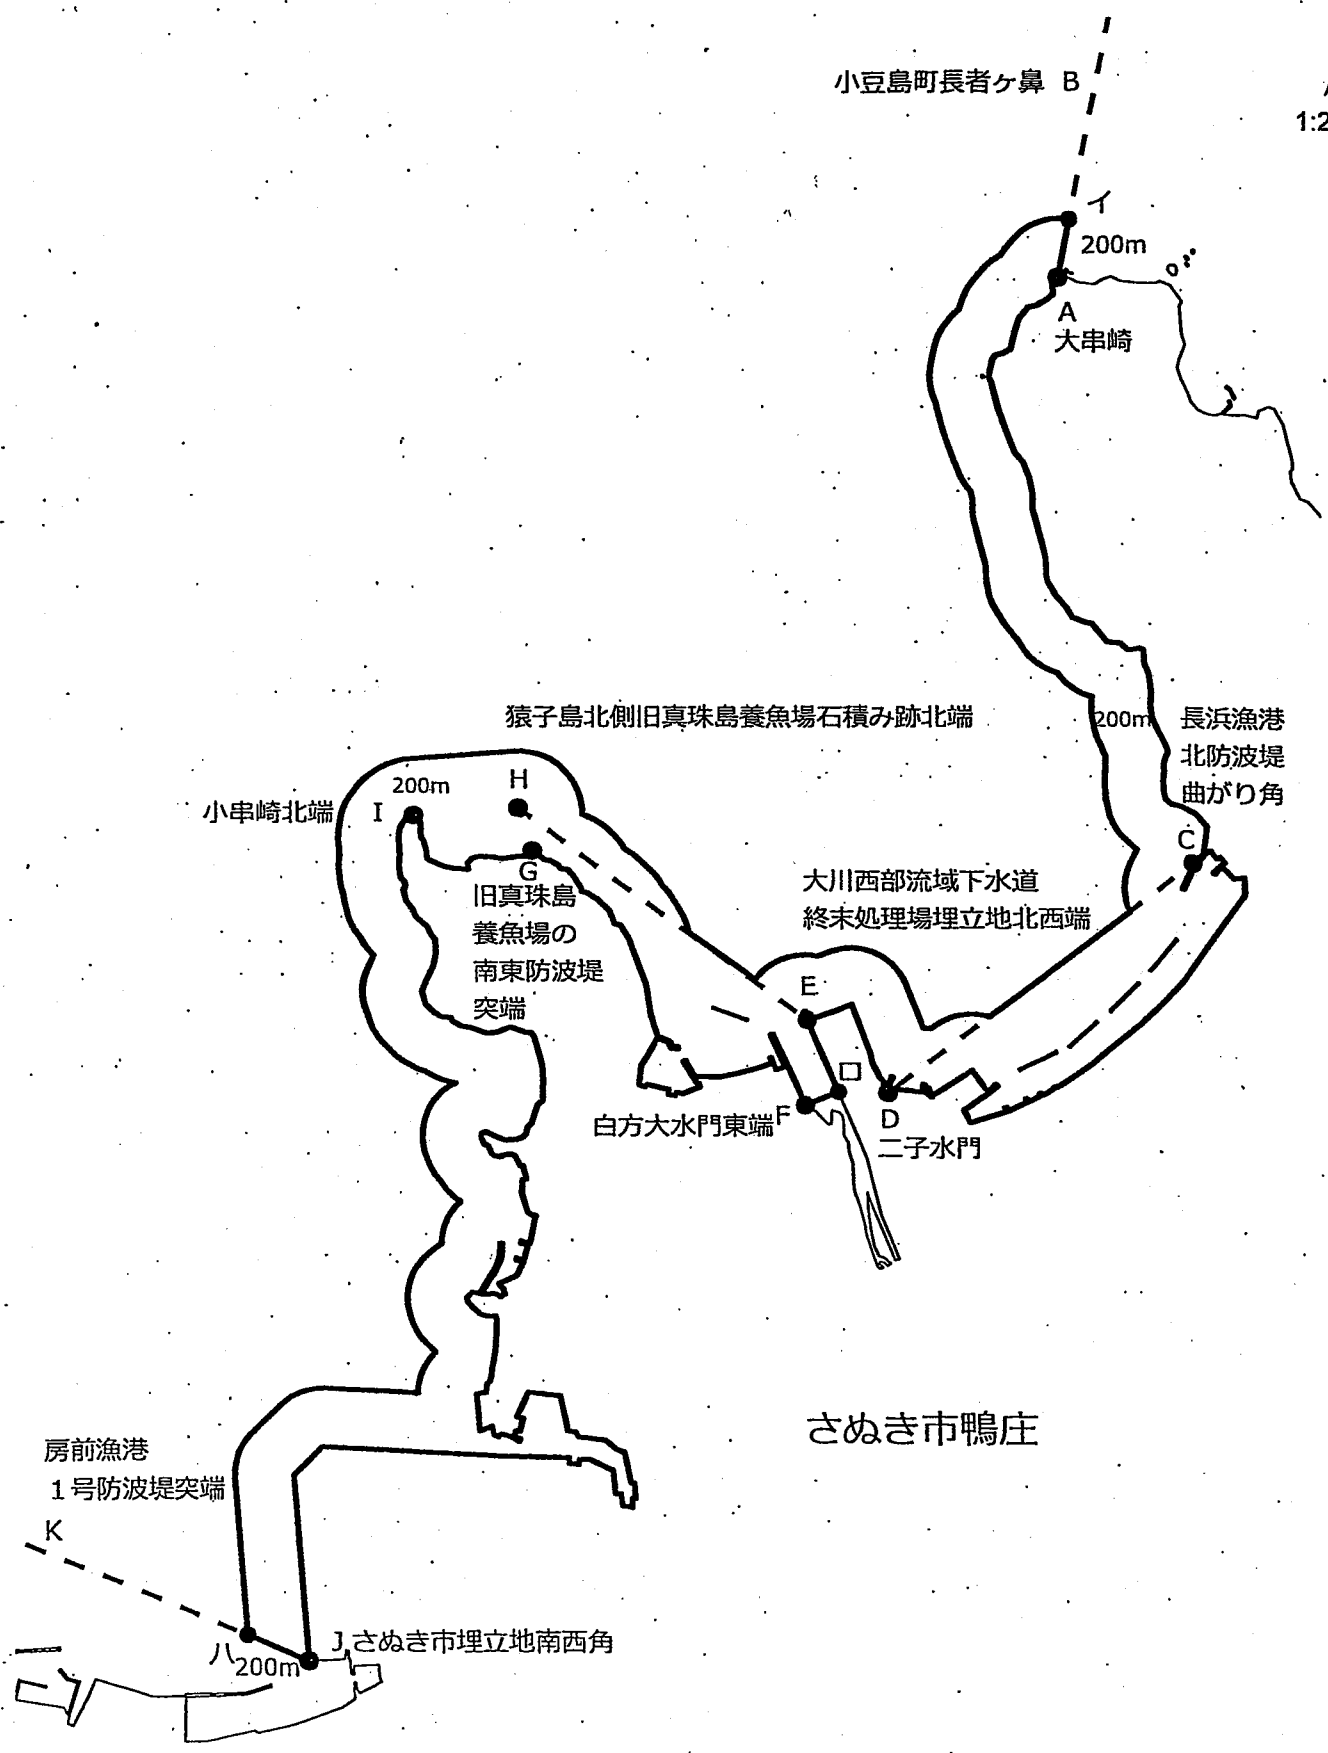 小豆島町長者ヶ鼻 B
1:2
イ
200m
A
大串崎
猿子島北側旧真珠島養魚場石積み跡北端
200m
長浜漁港
北防波堤
曲がり角
C
H
200m
小串崎北端 I
G
旧真珠島
養魚場の
南東防波堤
突端
大川西部流域下水道
終末処理場埋立地北西端
E
ロ
F
D
白方大水門東端
二子水門
さぬき市鴨庄
房前漁港
1号防波堤突端
K
ハ
200m
J さぬき市埋立地南西角